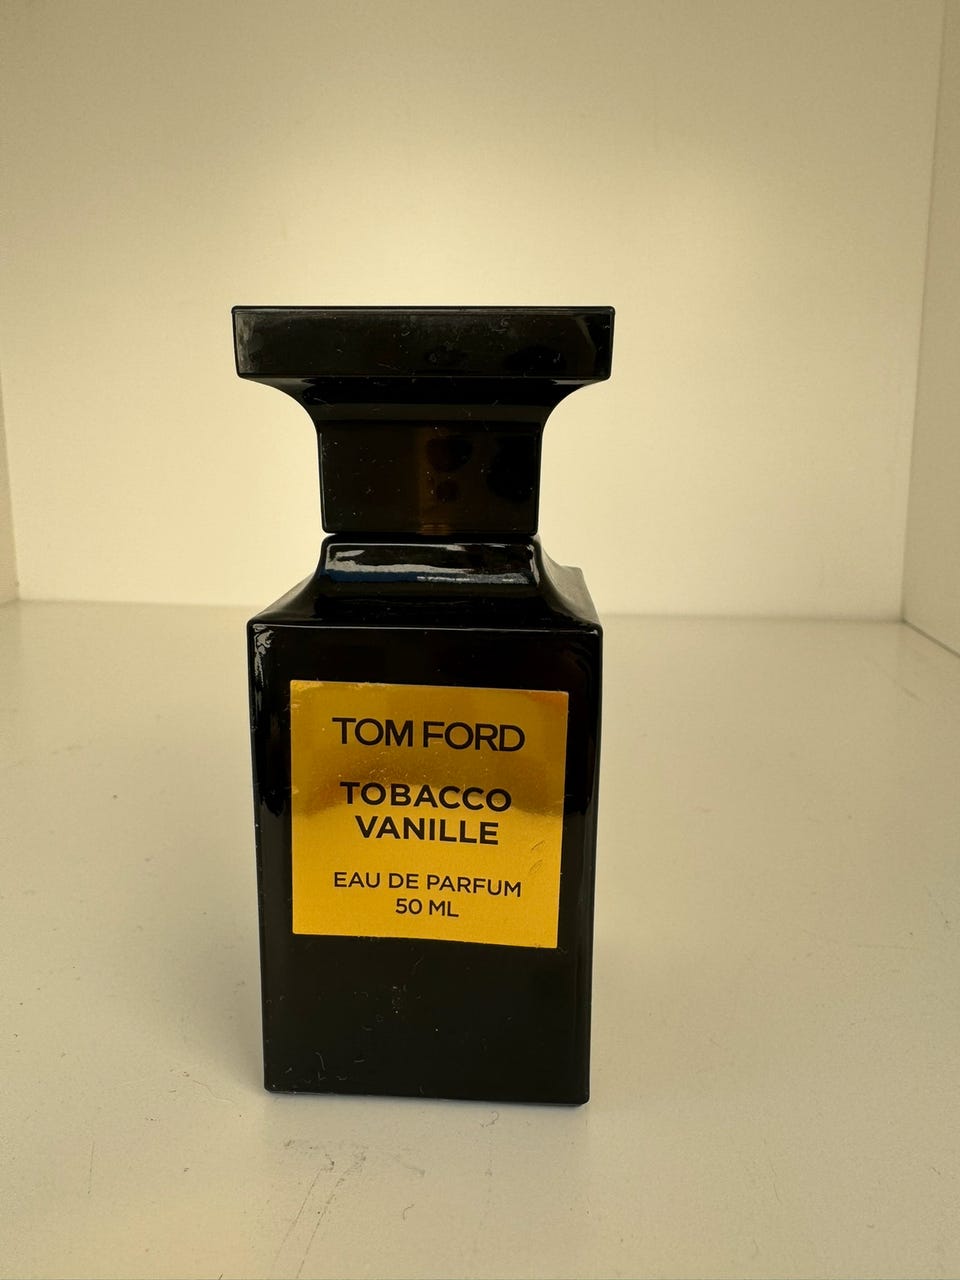 TOM FORD
TOBACCO
VANILLE
EAU DE PARFUM
50 ML